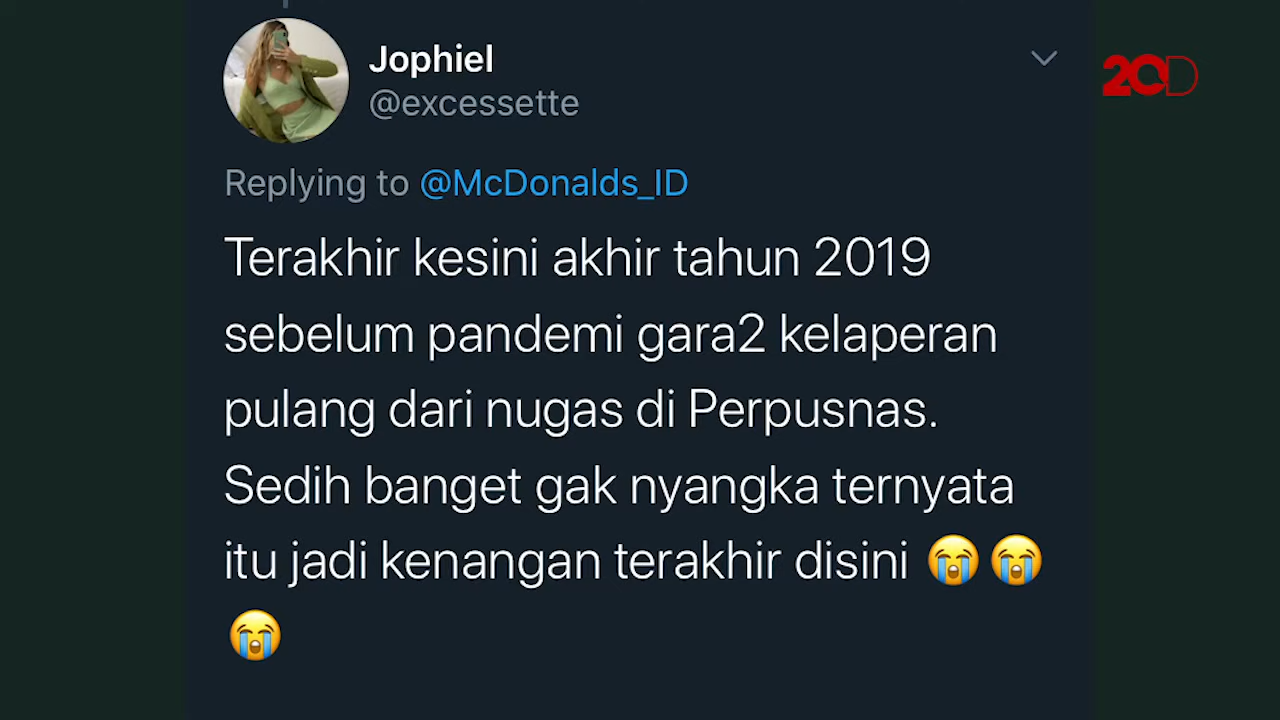 Jophiel
@excessette
20D
Replying to @McDonalds_ID
Terakhir kesini akhir tahun 2019
sebelum pandemi gara2 kelaperan
pulang dari nugas di Perpusnas.
Sedih banget gak nyangka ternyata
itu jadi kenangan terakhir disini 😭😭
😭